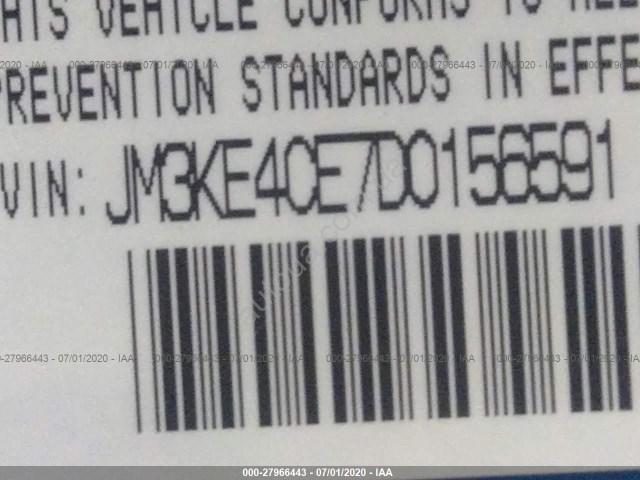 THIS VEHICLE CONFORMS TO ALL
PREVENTION STANDARDS IN EFFE
VIN: JM3KE4CE7D0156591
000-27966443 - 07/01/2020 - IAA